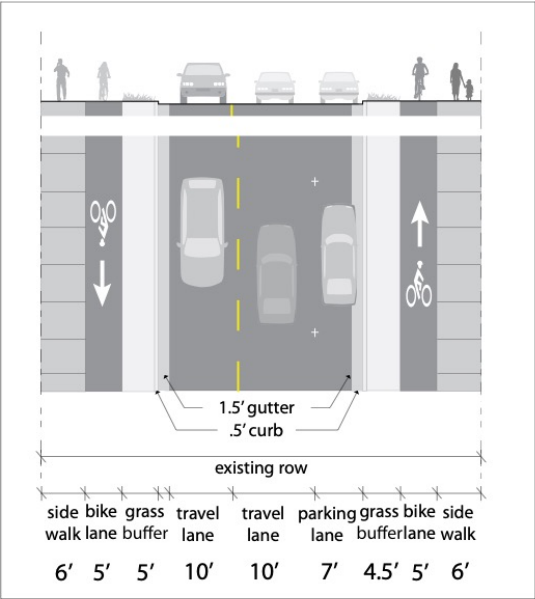 1.5’ gutter
.5’ curb
existing row
side walk
bike lane
grass buffer
travel lane
travel lane
parking lane
grass buffer
bike lane
side walk
6’ 5’ 5’ 10’ 10’ 7’ 4.5’ 5’ 6’